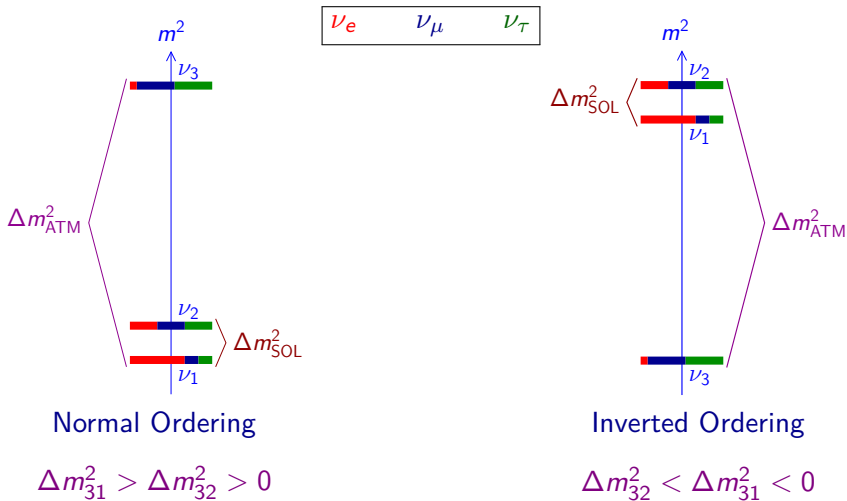 νe νμ ντ
m²
ν3
Δm²ATM
ν2
Δm²SOL
ν1
Normal Ordering
Δm²31 > Δm²32 > 0
m²
ν2
Δm²SOL
ν1
Δm²ATM
ν3
Inverted Ordering
Δm²32 < Δm²31 < 0